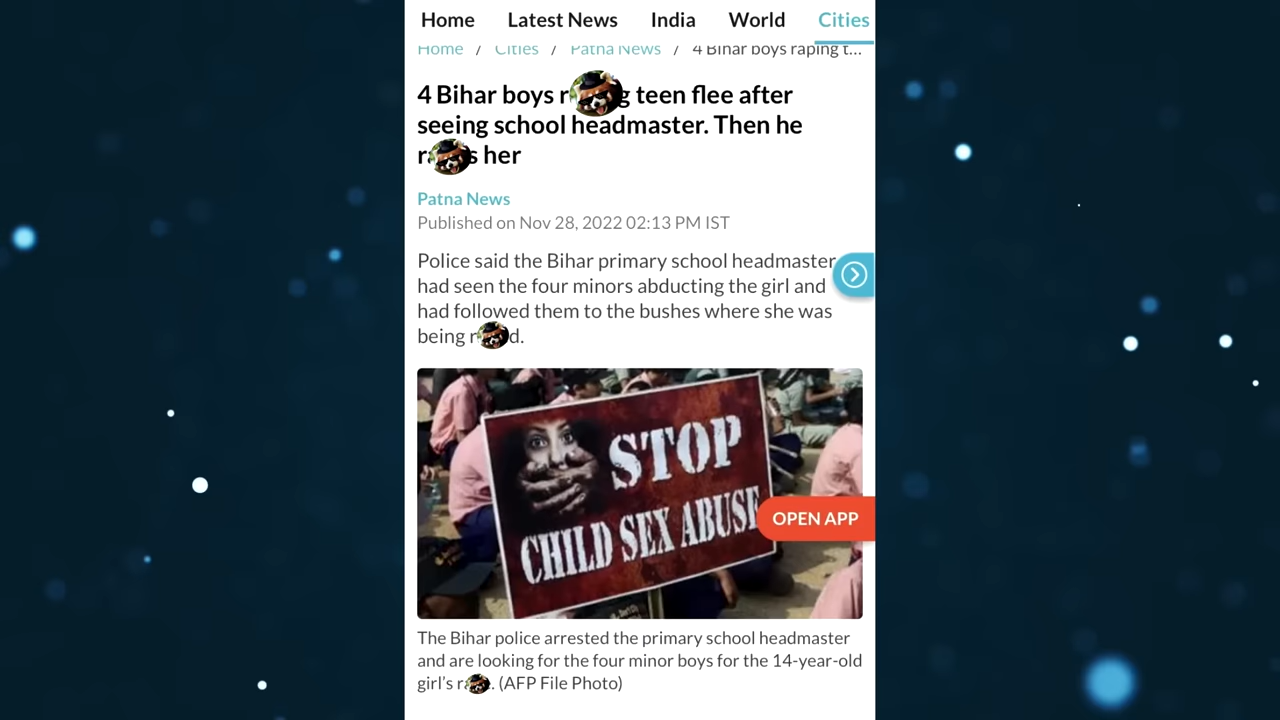 Home Latest News India World Cities
Home / Cities / Patna News / 4 Bihar boys raping t...
4 Bihar boys r g teen flee after
seeing school headmaster. Then he
r s her
Patna News
Published on Nov 28, 2022 02:13 PM IST
Police said the Bihar primary school headmaster
had seen the four minors abducting the girl and
had followed them to the bushes where she was
being r d.
STOP
CHILD SEX ABUSE
OPEN APP
The Bihar police arrested the primary school headmaster
and are looking for the four minor boys for the 14-year-old
girl's r . (AFP File Photo)